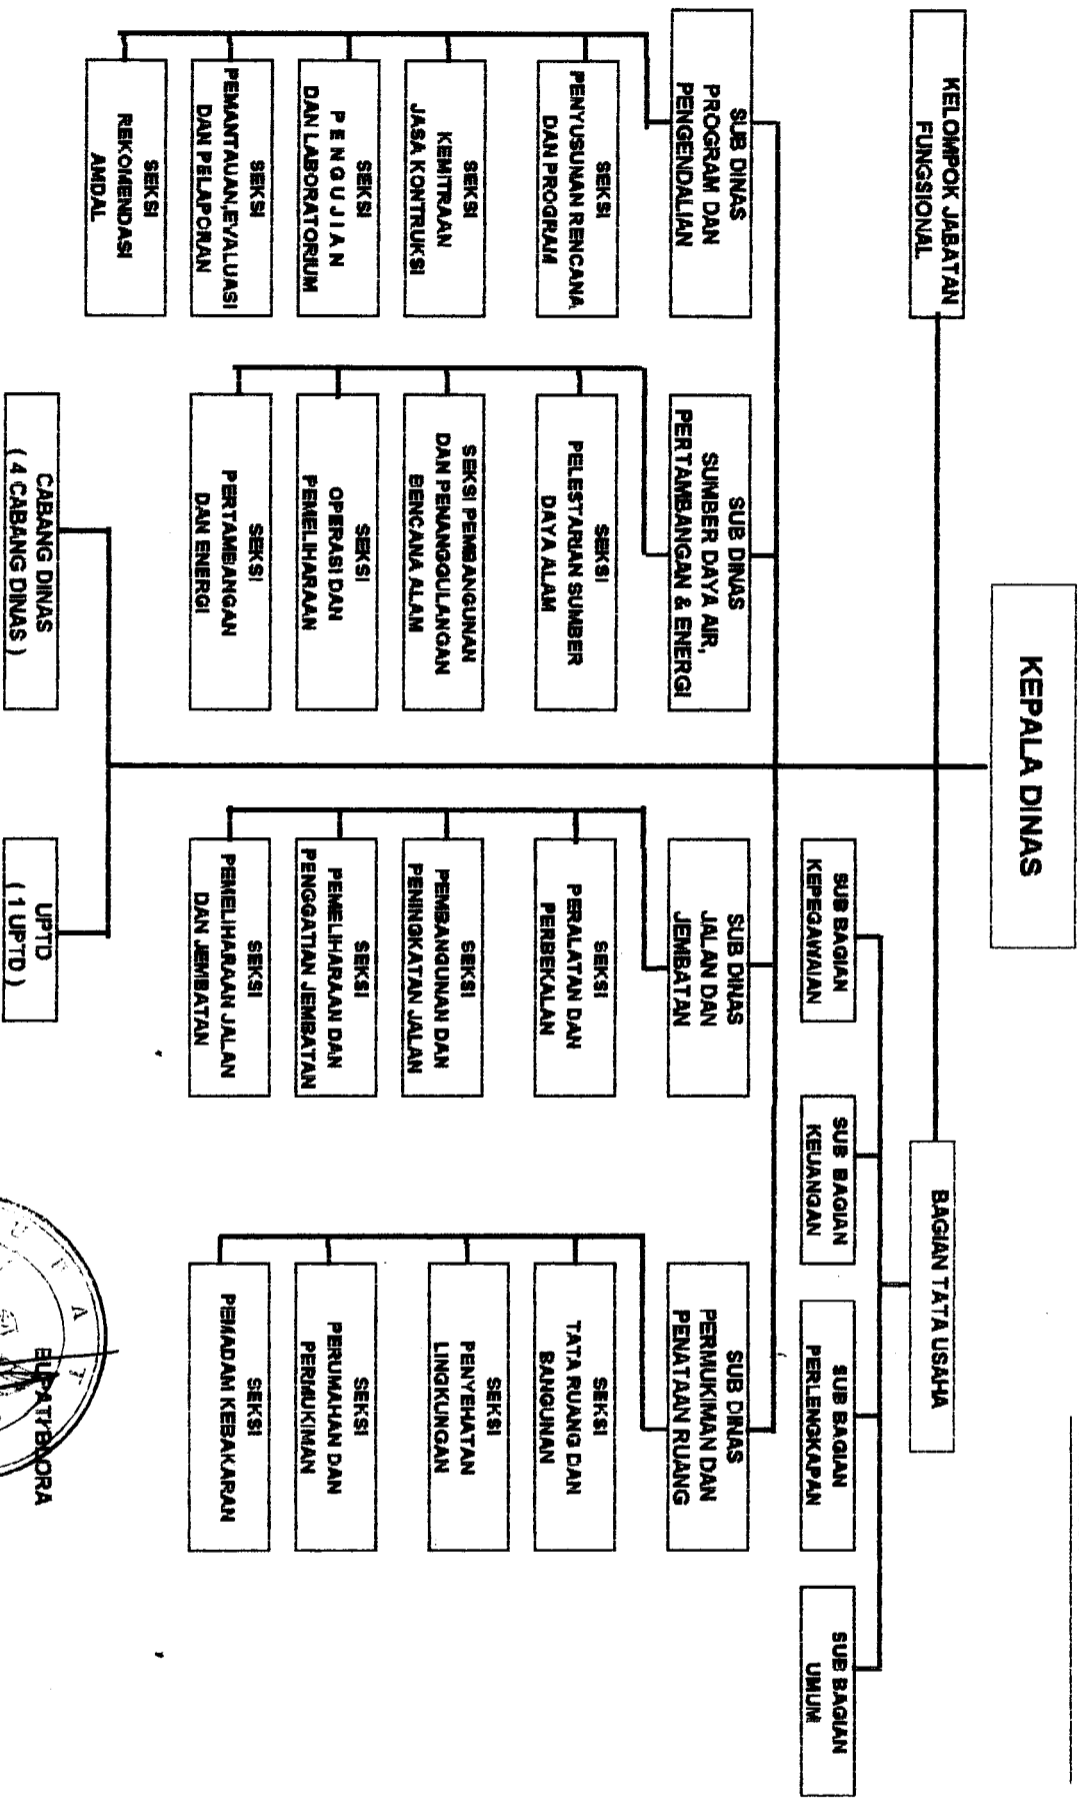 KEPALA DINAS
KELOMPOK JABATAN
FUNGSIONAL
BAGIAN TATA USAHA
SUB BAGIAN
KEPEGAWAIAN
SUB BAGIAN
KEUANGAN
SUB BAGIAN
PERLENGKAPAN
SUB BAGIAN
UMUM
SUB DINAS
PROGRAM DAN
PENGENDALIAN
SEKSI
PENYUSUNAN RENCANA
DAN PROGRAM
SEKSI
KEMITRAAN
JASA KONTRUKSI
SEKSI
P E N G U J I A N
DAN LABORATORIUM
SEKSI
PEMANTAUAN,EVALUASI
DAN PELAPORAN
SEKSI
REKOMENDASI
AMDAL
SUB DINAS
SUMBER DAYA AIR,
PERTAMBANGAN & ENERGI
SEKSI
PELESTARIAN SUMBER
DAYA ALAM
SEKSI PEMBANGUNAN
DAN PENANGGULANGAN
BENCANA ALAM
SEKSI
OPERASI DAN
PEMELIHARAAN
SEKSI
PERTAMBANGAN
DAN ENERGI
SUB DINAS
JALAN DAN
JEMBATAN
SEKSI
PERALATAN DAN
PERBEKALAN
SEKSI
PEMBANGUNAN DAN
PENINGKATAN JALAN
SEKSI
PEMELIHARAAN DAN
PENGGATIAN JEMBATAN
SEKSI
PEMELIHARAAN JALAN
DAN JEMBATAN
SUB DINAS
PERMUKIMAN DAN
PENATAAN RUANG
SEKSI
TATA RUANG DAN
BANGUNAN
SEKSI
PENYEHATAN
LINGKUNGAN
SEKSI
PERUMAHAN DAN
PERMUKIMAN
SEKSI
PEMADAM KEBAKARAN
CABANG DINAS
( 4 CABANG DINAS )
UPTD
( 1 UPTD )
BUPATI BLORA